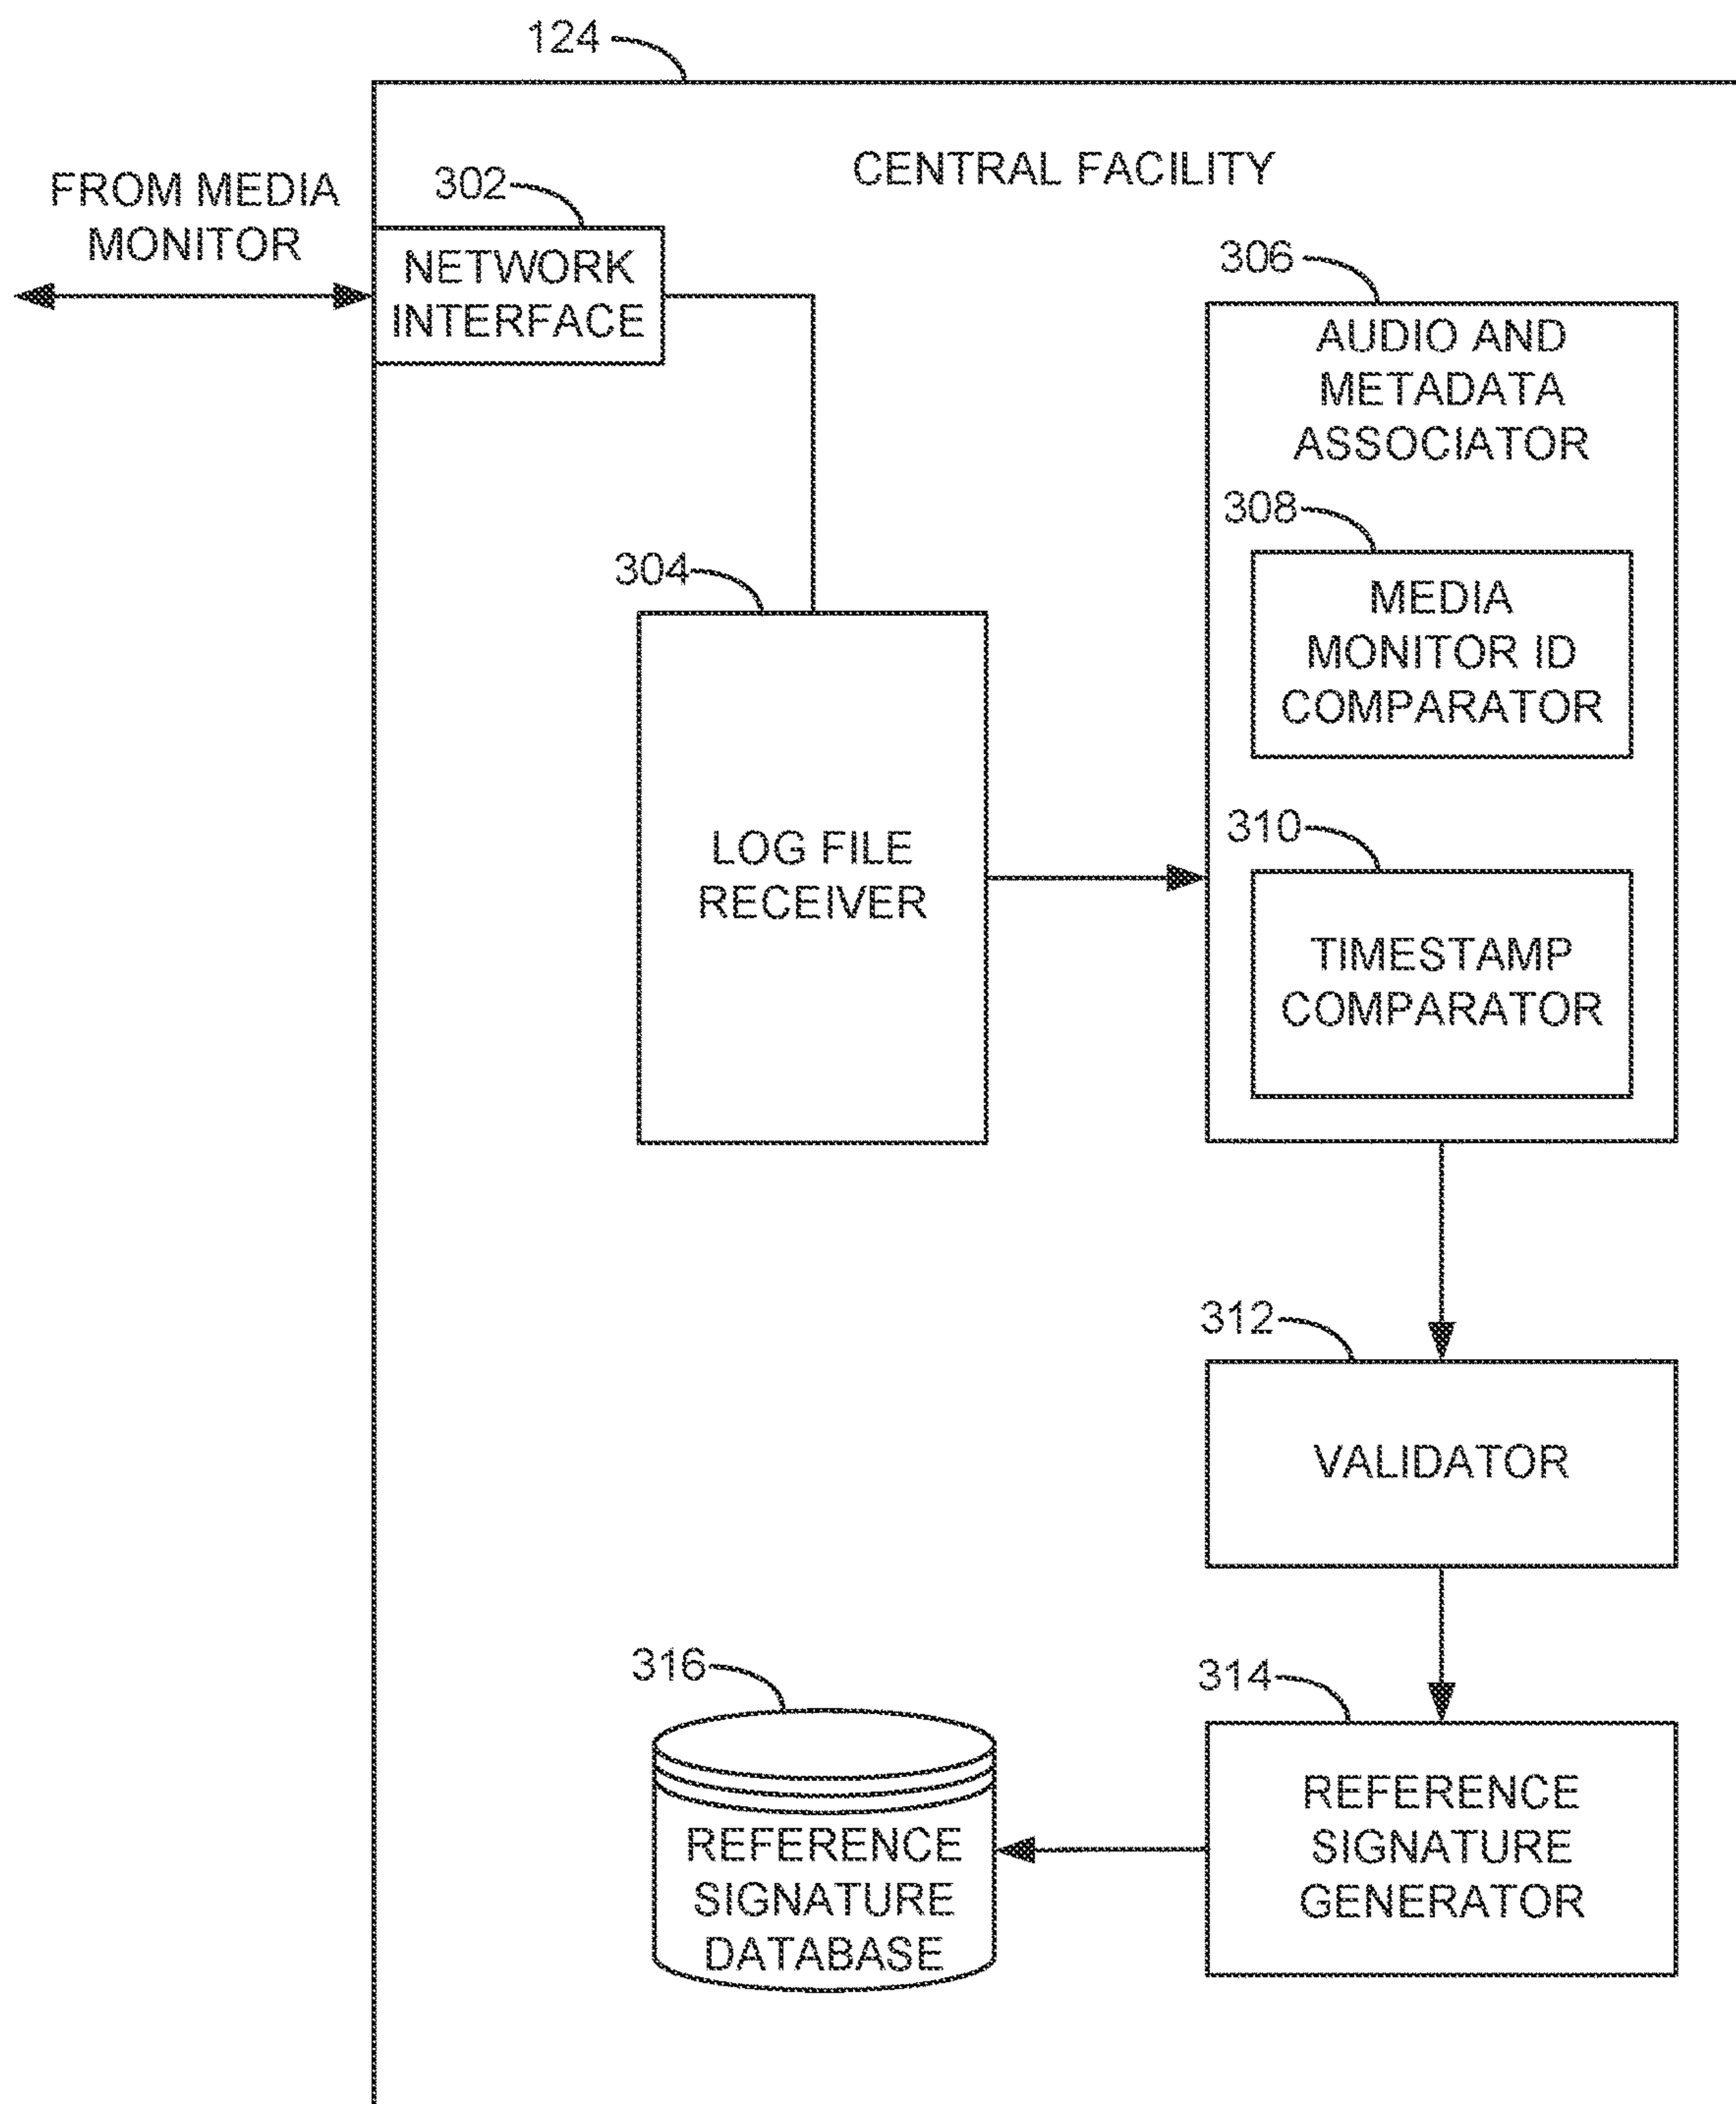 124
CENTRAL FACILITY
FROM MEDIA
MONITOR
302
NETWORK
INTERFACE
306
AUDIO AND
METADATA
ASSOCIATOR
308
MEDIA
MONITOR ID
COMPARATOR
304
LOG FILE
RECEIVER
310
TIMESTAMP
COMPARATOR
312
VALIDATOR
314
REFERENCE
SIGNATURE
GENERATOR
316
REFERENCE
SIGNATURE
DATABASE